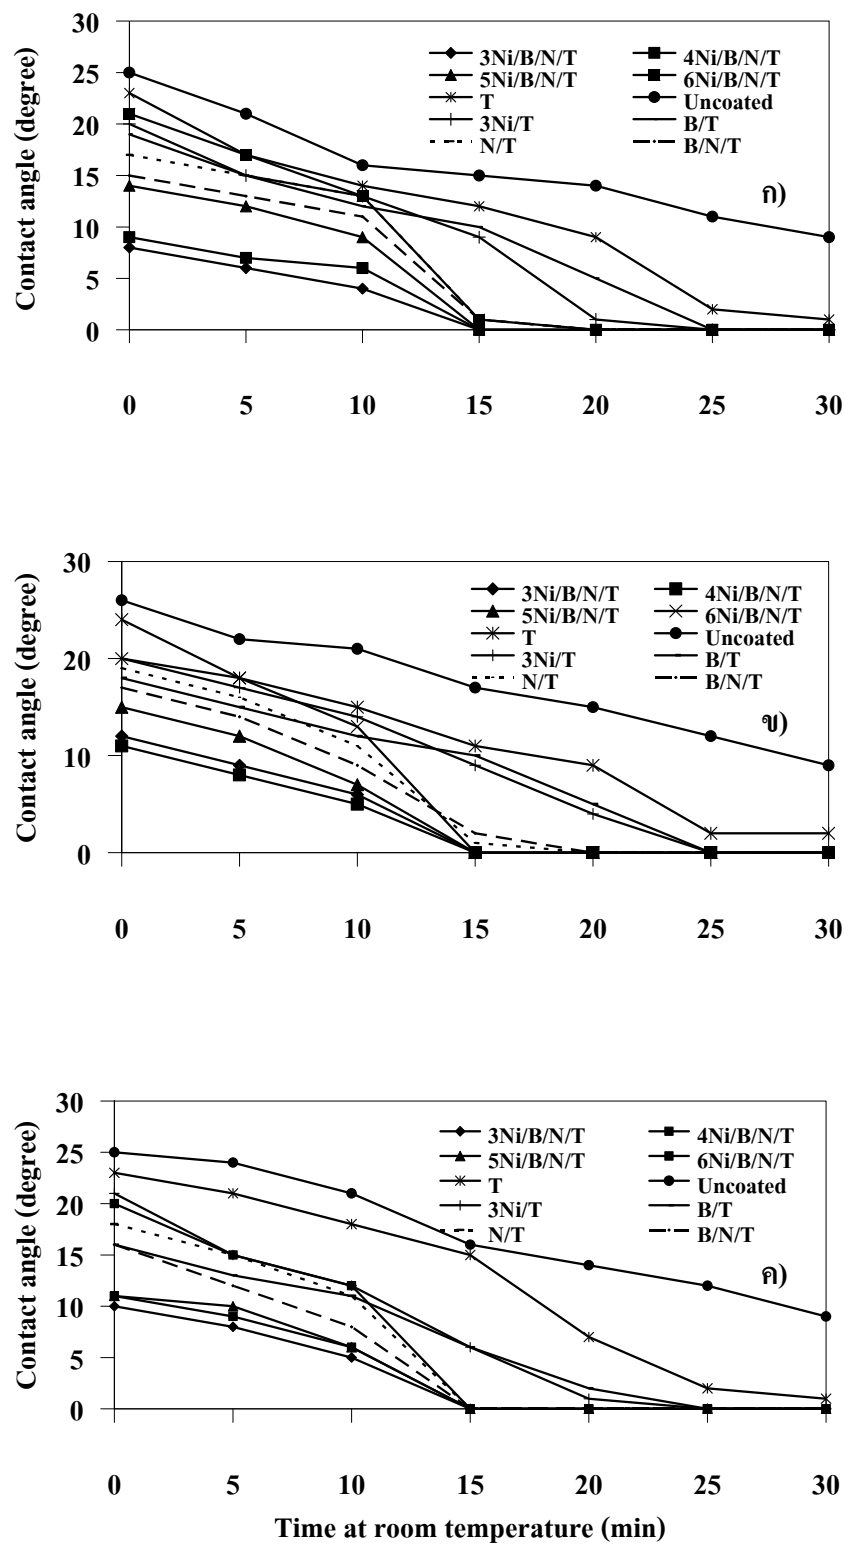 30
25
20
15
10
5
0
Contact angle (degree)
3Ni/B/N/T 4Ni/B/N/T
5Ni/B/N/T 6Ni/B/N/T
T Uncoated
3Ni/T B/T
N/T B/N/T
ก)
0 5 10 15 20 25 30
30
20
10
0
Contact angle (degree)
3Ni/B/N/T 4Ni/B/N/T
5Ni/B/N/T 6Ni/B/N/T
T Uncoated
3Ni/T B/T
N/T B/N/T
ข)
0 5 10 15 20 25 30
30
25
20
15
10
5
0
Contact angle (degree)
3Ni/B/N/T 4Ni/B/N/T
5Ni/B/N/T 6Ni/B/N/T
T Uncoated
3Ni/T B/T
N/T B/N/T
ค)
0 5 10 15 20 25 30
Time at room temperature (min)